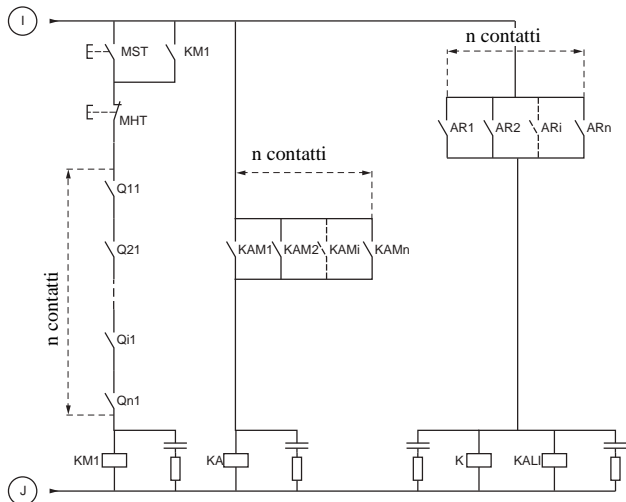 I
MST
KM1
n contatti
AR1
AR2
ARi
ARn
MHT
n contatti
Q11
KAM1
KAM2
KAMi
KAMn
Q21
n contatti
Qi1
Qn1
KM1
KA
K
KALI
J